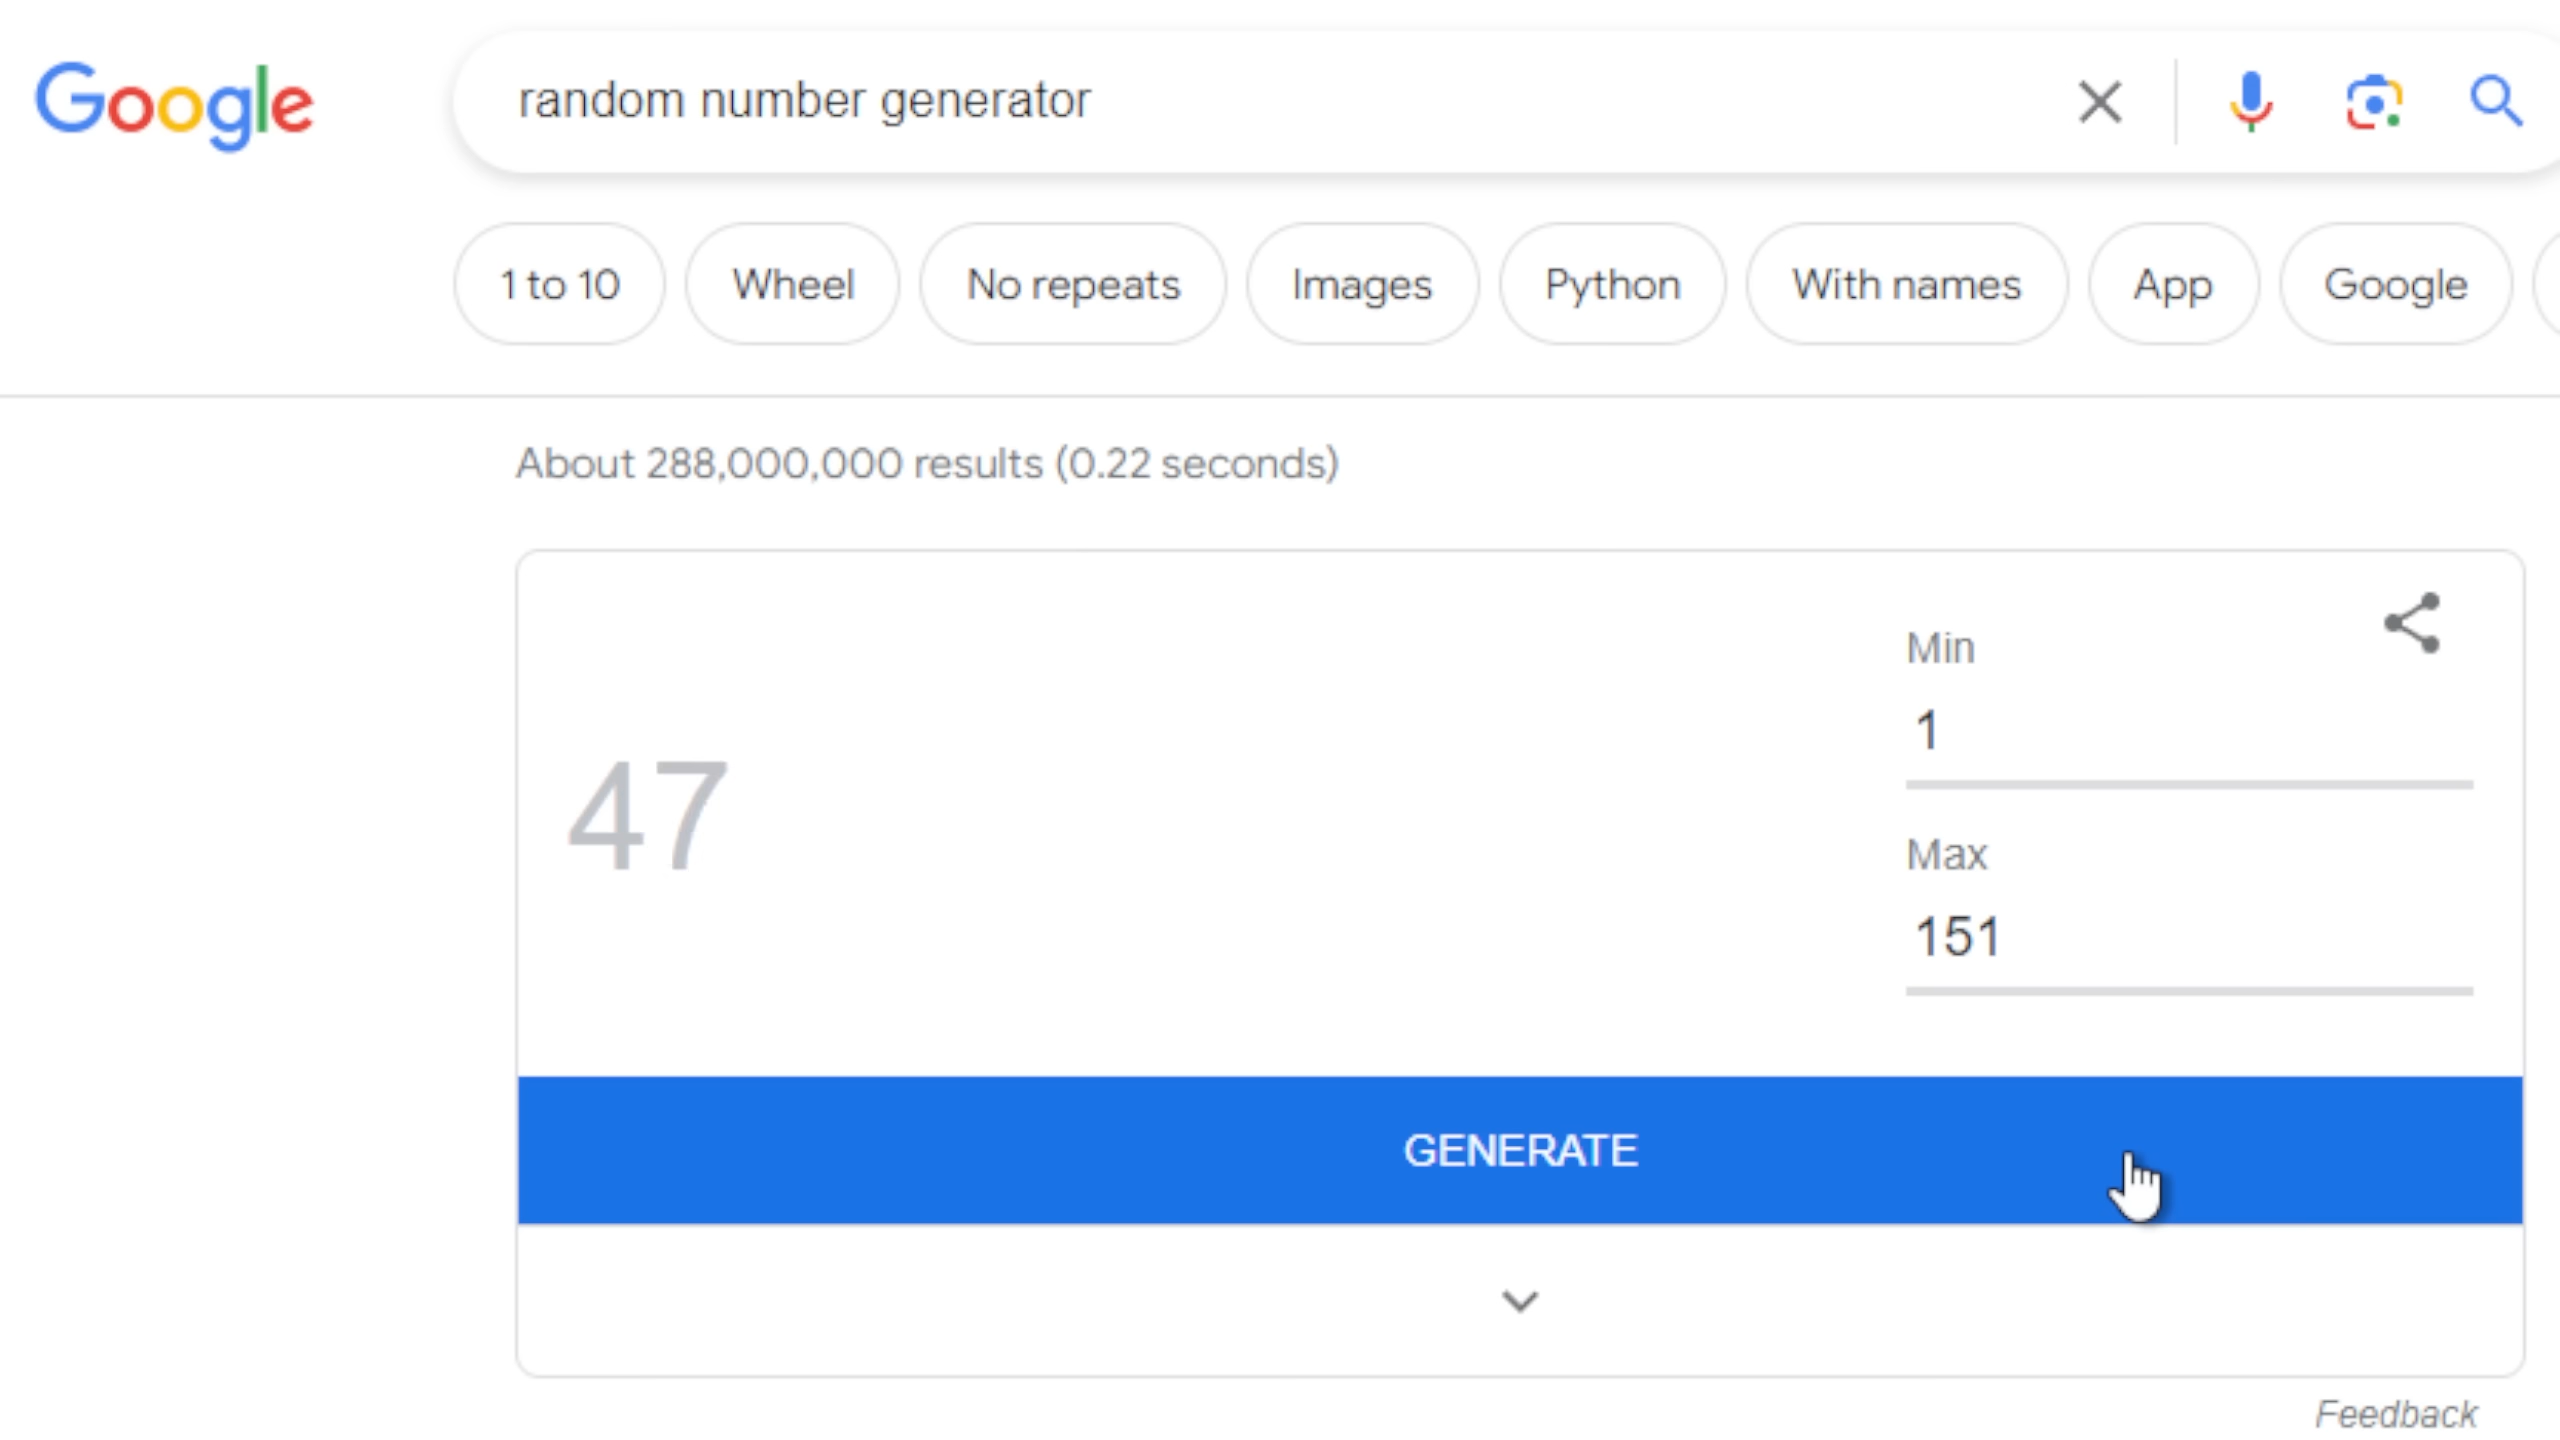 Google
random number generator
1 to 10
Wheel
No repeats
Images
Python
With names
App
Google
About 288,000,000 results (0.22 seconds)
Min
1
47
Max
151
GENERATE
Feedback